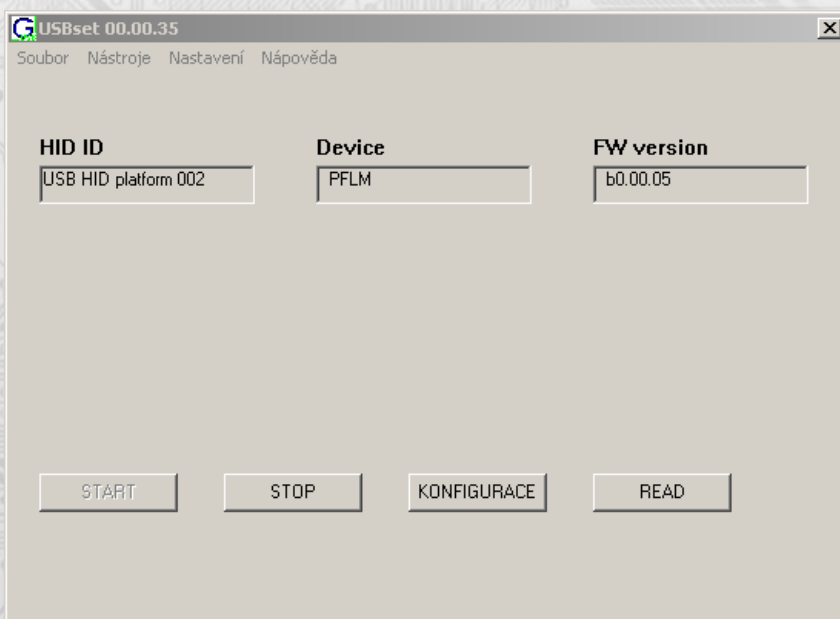 USBset 00.00.35
Soubor Nástroje Nastavení Nápověda
HID ID Device FW version
USB HID platform 002 PFLM b0.00.05
START STOP KONFIGURACE READ